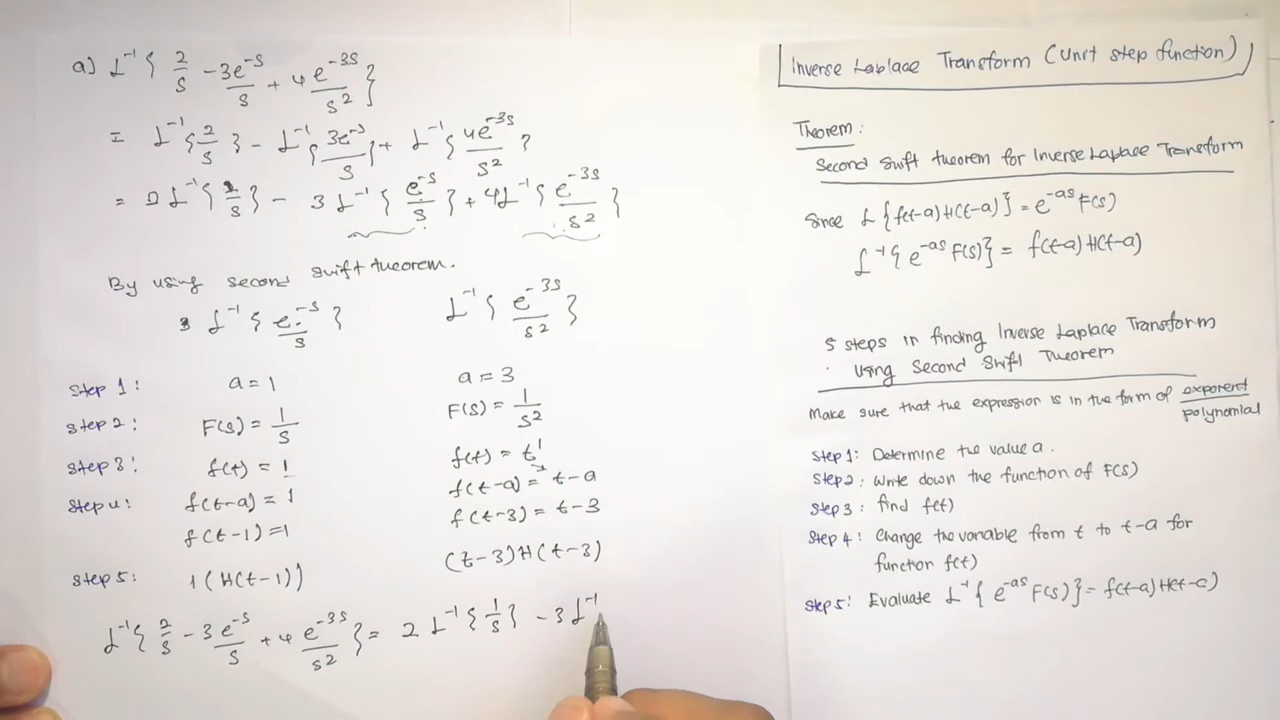 a) L⁻¹ { 2/s - 3e^-s/s + 4 e^-3s/s² }
= L⁻¹{ 2/s } - L⁻¹{ 3e^-s/s } + L⁻¹{ 4e^-3s/s² }
= 2 L⁻¹{ 1/s } - 3 L⁻¹{ e^-s/s } + 4L⁻¹{ e^-3s/s² }
By using second swift theorem.
3 L⁻¹{ e^-s/s } L⁻¹{ e^-3s/s² }
Step 1: a = 1 a = 3
Step 2: F(s) = 1/s F(s) = 1/s²
Step 3: f(t) = 1 f(t) = t¹
Step 4: f(t-a) = 1 f(t-a) = t-a
f(t-1) = 1 f(t-3) = t-3
Step 5: 1(H(t-1)) (t-3)H(t-3)
L⁻¹{ 2/s - 3 e^-s/s + 4 e^-3s/s² } = 2 L⁻¹{ 1/s } - 3 L⁻¹
Inverse Laplace Transform (Unit step function)
Theorem:
Second Swift theorem for Inverse Laplace Transform
Since L{f(t-a)H(t-a)} = e^-as F(s)
L⁻¹{ e^-as F(s)} = f(t-a)H(t-a)
5 steps in finding Inverse Laplace Transform
using Second Swift Theorem
Make sure that the expression is in the form of exponent/polynomial
Step 1: Determine the value a.
Step 2: Write down the function of F(s)
Step 3: find f(t)
Step 4: Change the variable from t to t-a for
function f(t)
Step 5: Evaluate L⁻¹{ e^-as F(s)} = f(t-a)H(t-a)